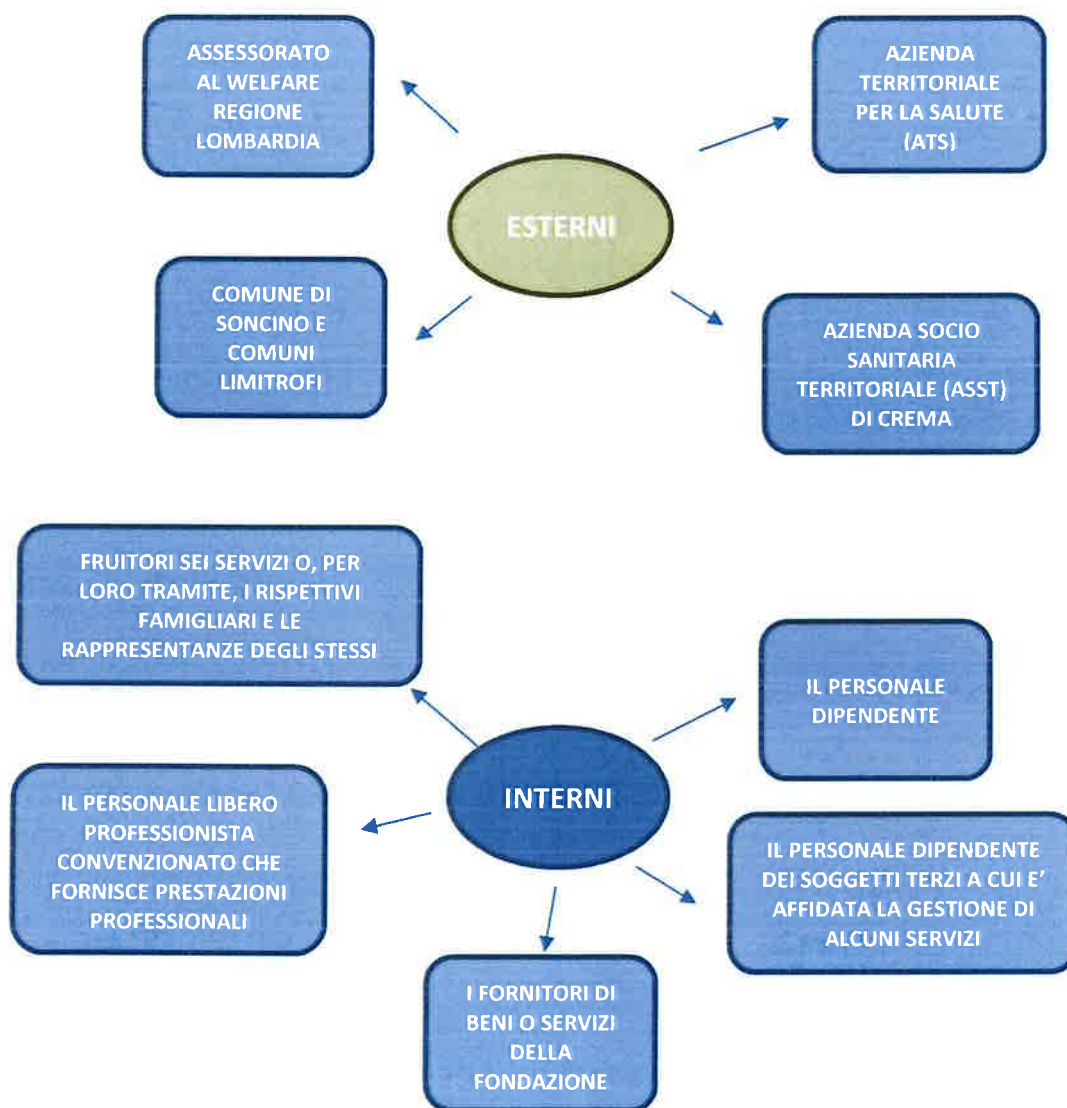 ASSESSORATO
AL WELFARE
REGIONE
LOMBARDIA
AZIENDA
TERRITORIALE
PER LA SALUTE
(ATS)
ESTERNI
COMUNE DI
SONCINO E
COMUNI
LIMITROFI
AZIENDA SOCIO
SANITARIA
TERRITORIALE (ASST)
DI CREMA
FRUITORI SEI SERVIZI O, PER
LORO TRAMITE, I RISPETTIVI
FAMIGLIARI E LE
RAPPRESENTANZE DEGLI STESSI
IL PERSONALE
DIPENDENTE
INTERNI
IL PERSONALE LIBERO
PROFESSIONISTA
CONVENZIONATO CHE
FORNISCE PRESTAZIONI
PROFESSIONALI
IL PERSONALE DIPENDENTE
DEI SOGGETTI TERZI A CUI E'
AFFIDATA LA GESTIONE DI
ALCUNI SERVIZI
I FORNITORI DI
BENI O SERVIZI
DELLA
FONDAZIONE